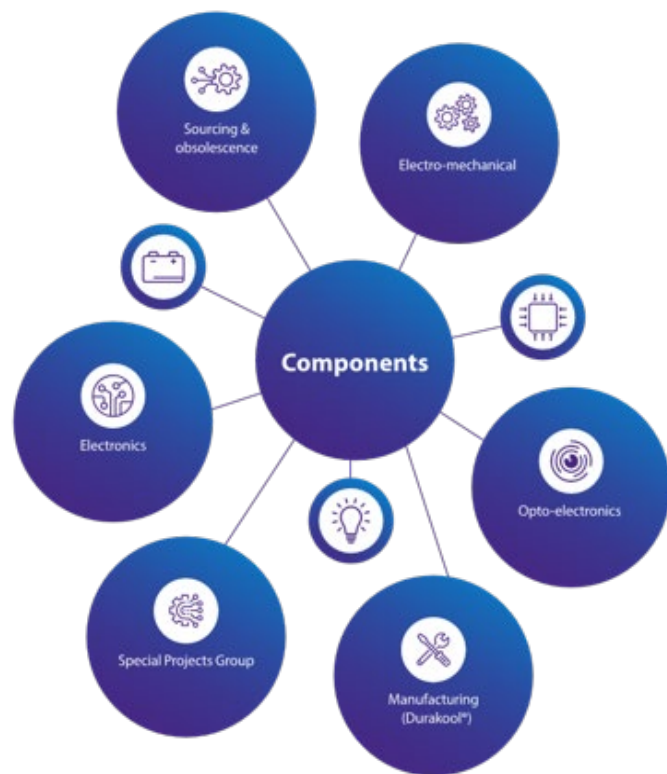 Sourcing &
obsolescence
Electro-mechanical
Components
Electronics
Opto-electronics
Special Projects Group
Manufacturing
(Durakool®)